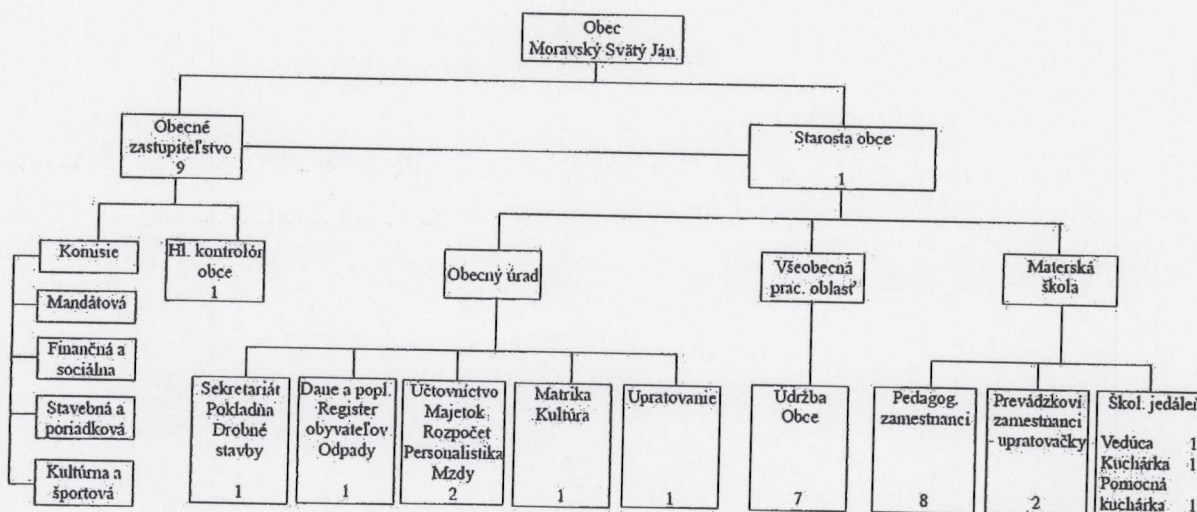 Obec
Moravský Svätý Ján
Obecné
zastupiteľstvo
9
Starosta obce
1
Komisie
Mandátová
Finančná a
sociálna
Stavebná a
poriadková
Kultúrna a
športová
Hl. kontrolór
obce
1
Obecný úrad
Všeobecná
prac. oblasť
Materská
škola
Sekretariát
Pokladňa
Drobné
stavby
1
Dane a popl.
Register
obyvateľov
Odpady
1
Účtovníctvo
Majetok
Rozpočet
Personalistika
Mzdy
2
Matrika
Kultúra
1
Upratovanie
1
Údržba
Obce
7
Pedagog.
zamestnanci
8
Prevádzkoví
zamestnanci
- upratovačky
2
Škol. jedáleň
Vedúca 1
Kuchárka 1
Pomocná
kuchárka 1